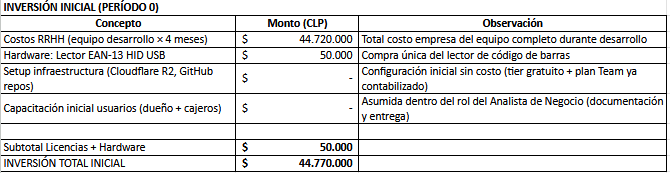 INVERSIÓN INICIAL (PERÍODO 0)
Concepto Monto (CLP) Observación
Costos RRHH (equipo desarrollo × 4 meses) $ 44.720.000 Total costo empresa del equipo completo durante desarrollo
Hardware: Lector EAN-13 HID USB $ 50.000 Compra única del lector de código de barras
Setup infraestructura (Cloudflare R2, GitHub repos) $ - Configuración inicial sin costo (tier gratuito + plan Team ya contabilizado)
Capacitación inicial usuarios (dueño + cajeros) $ - Asumida dentro del rol del Analista de Negocio (documentación y entrega)
Subtotal Licencias + Hardware $ 50.000
INVERSIÓN TOTAL INICIAL $ 44.770.000